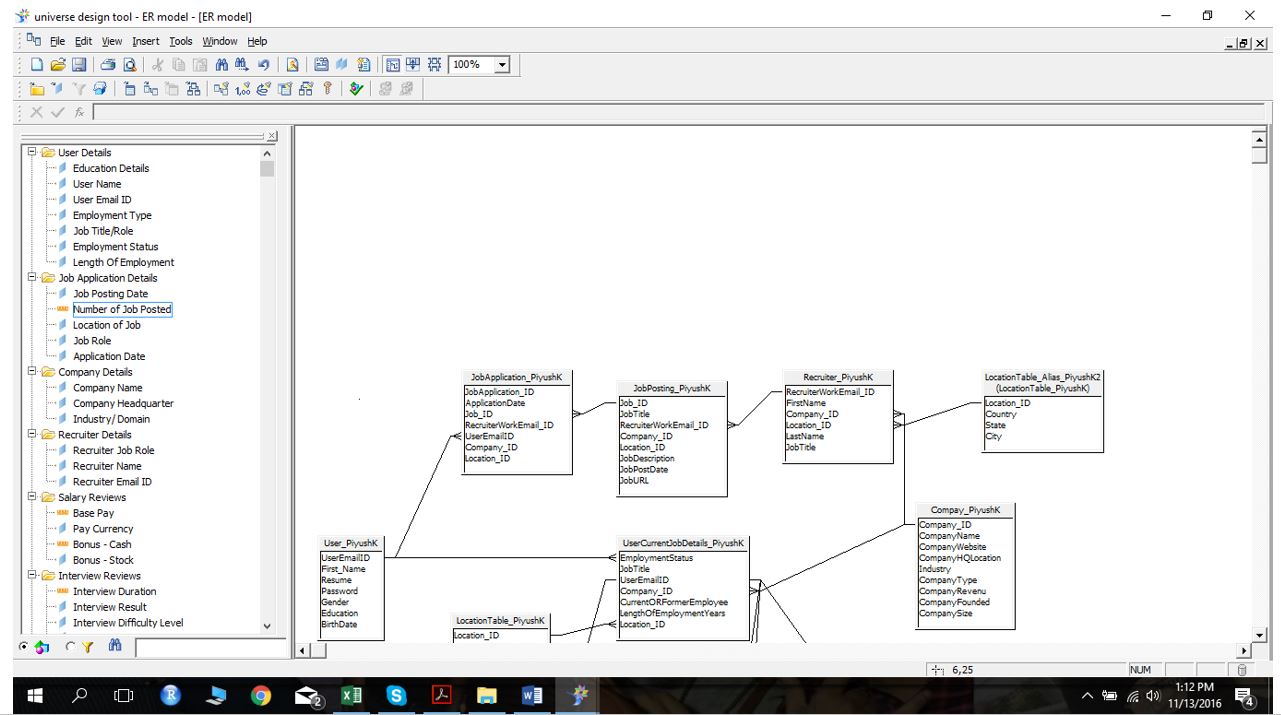 universe design tool - ER model - [ER model]
File Edit View Insert Tools Window Help
100%
User Details
Education Details
User Name
User Email ID
Employment Type
Job Title/Role
Employment Status
Length Of Employment
Job Application Details
Job Posting Date
Number of Job Posted
Location of Job
Job Role
Application Date
Company Details
Company Name
Company Headquarter
Industry/ Domain
Recruiter Details
Recruiter Job Role
Recruiter Name
Recruiter Email ID
Salary Reviews
Base Pay
Pay Currency
Bonus - Cash
Bonus - Stock
Interview Reviews
Interview Duration
Interview Result
Interview Difficulty Level
JobApplication_PiyushK
JobApplication_ID
ApplicationDate
Job_ID
RecruiterWorkEmail_ID
UserEmailID
Company_ID
Location_ID
JobPosting_PiyushK
Job_ID
JobTitle
RecruiterWorkEmail_ID
Company_ID
Location_ID
JobDescription
JobPostDate
JobURL
Recruiter_PiyushK
RecruiterWorkEmail_ID
FirstName
Company_ID
Location_ID
LastName
JobTitle
LocationTable_Alias_PiyushK2
(LocationTable_PiyushK)
Location_ID
Country
State
City
Compay_PiyushK
Company_ID
CompanyName
CompanyWebsite
CompanyHQLocation
Industry
CompanyType
CompanyRevenu
CompanyFounded
CompanySize
User_PiyushK
UserEmailID
First_Name
Resume
Password
Gender
Education
BirthDate
UserCurrentJobDetails_PiyushK
EmploymentStatus
JobTitle
UserEmailID
Company_ID
CurrentORFormerEmployee
LengthOfEmploymentYears
Location_ID
LocationTable_PiyushK
Location_ID
6,25
NUM
1:12 PM
11/13/2016
2
4